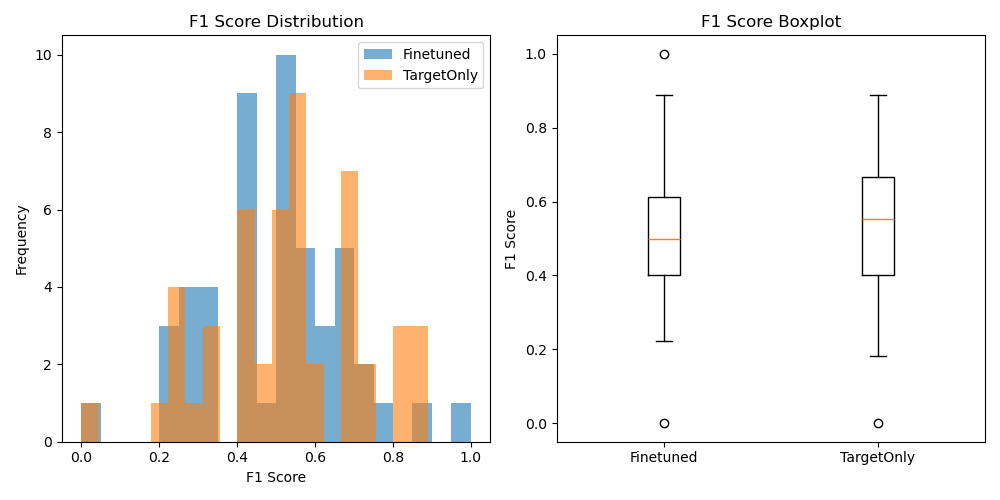 F1 Score Distribution
Finetuned
TargetOnly
10
8
6
4
2
0
Frequency
0.0 0.2 0.4 0.6 0.8 1.0
F1 Score
F1 Score Boxplot
1.0
0.8
0.6
0.4
0.2
0.0
F1 Score
Finetuned TargetOnly